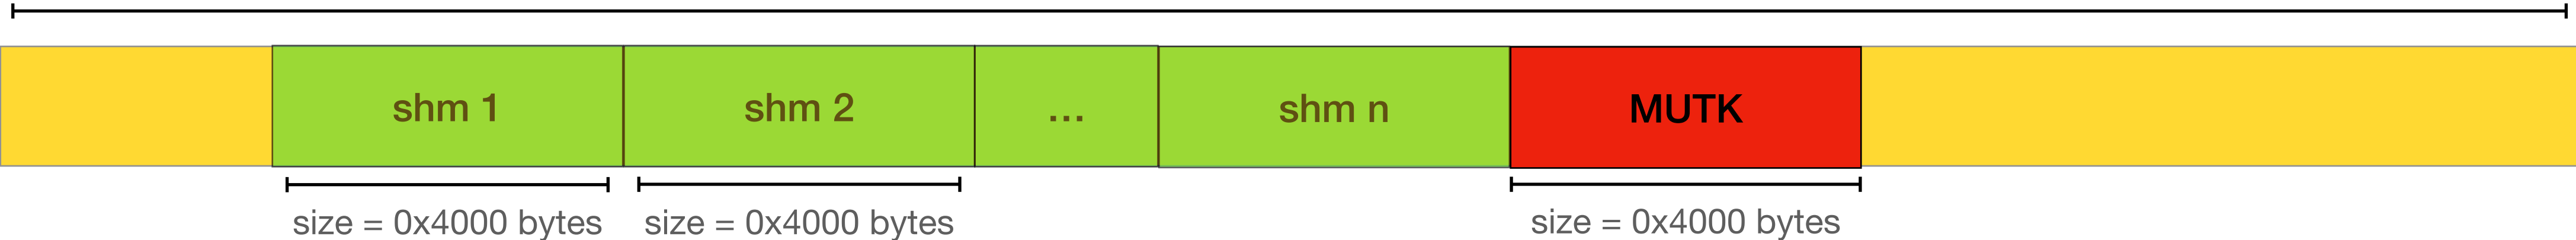 shm 1
shm 2
...
shm n
MUTK
size = 0x4000 bytes
size = 0x4000 bytes
size = 0x4000 bytes